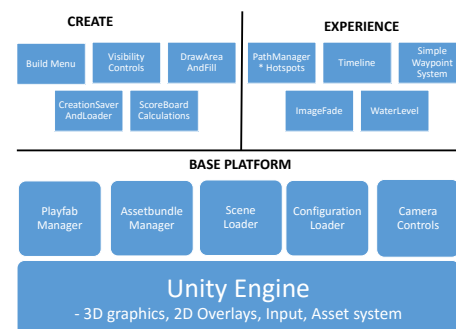 CREATE
Build Menu
Visibility
Controls
DrawArea
AndFill
CreationSaver
AndLoader
ScoreBoard
Calculations
EXPERIENCE
PathManager
* Hotspots
Timeline
Simple
Waypoint
System
ImageFade
WaterLevel
BASE PLATFORM
Playfab
Manager
Assetbundle
Manager
Scene
Loader
Configuration
Loader
Camera
Controls
Unity Engine
- 3D graphics, 2D Overlays, Input, Asset system